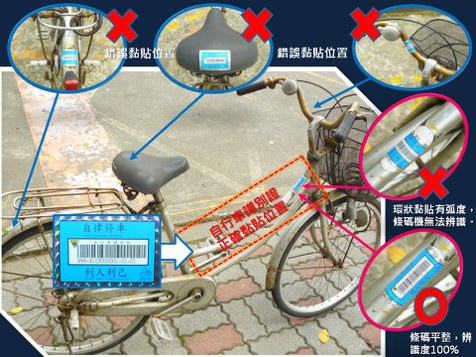 錯誤黏貼位置
錯誤黏貼位置
自行車識別證
正確黏貼位置
環狀黏貼有弧度，
條碼機無法辨識。
自律停車
利人利己
條碼平整，辨
識度100%